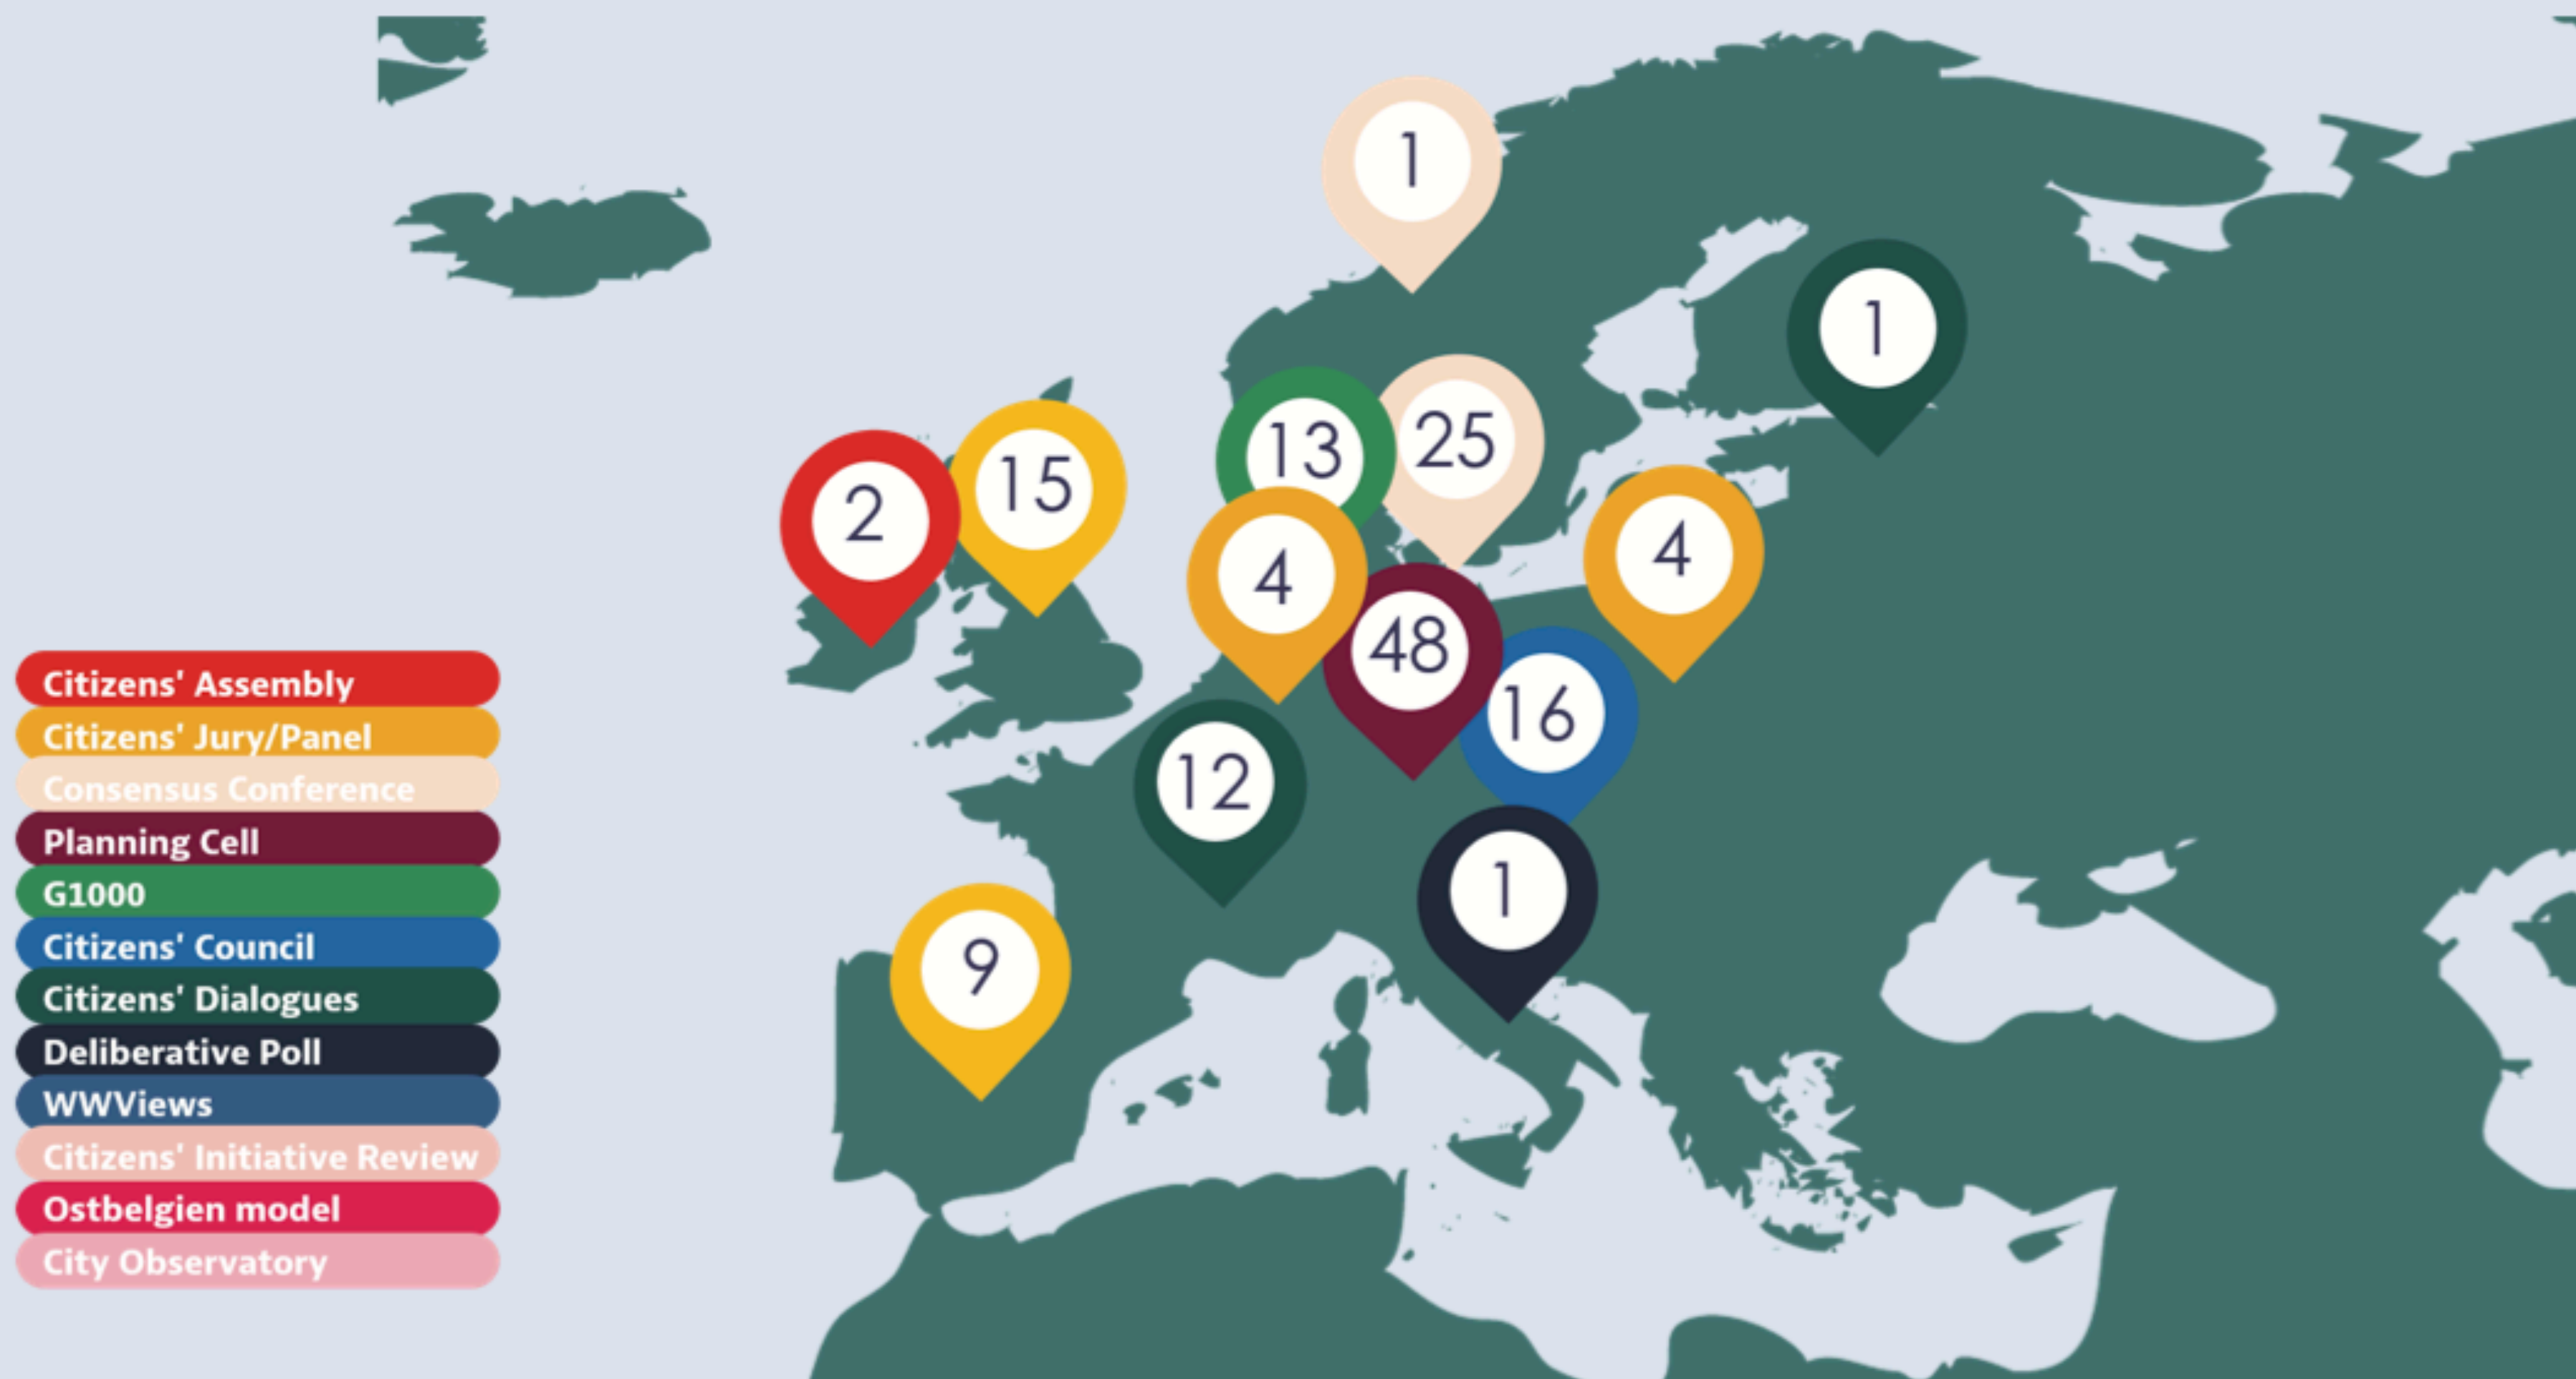 1
1
25
13
15
2
4
4
48
16
12
1
9
Citizens' Assembly
Citizens' Jury/Panel
Consensus Conference
Planning Cell
G1000
Citizens' Council
Citizens' Dialogues
Deliberative Poll
WWViews
Citizens' Initiative Review
Ostbelgien model
City Observatory